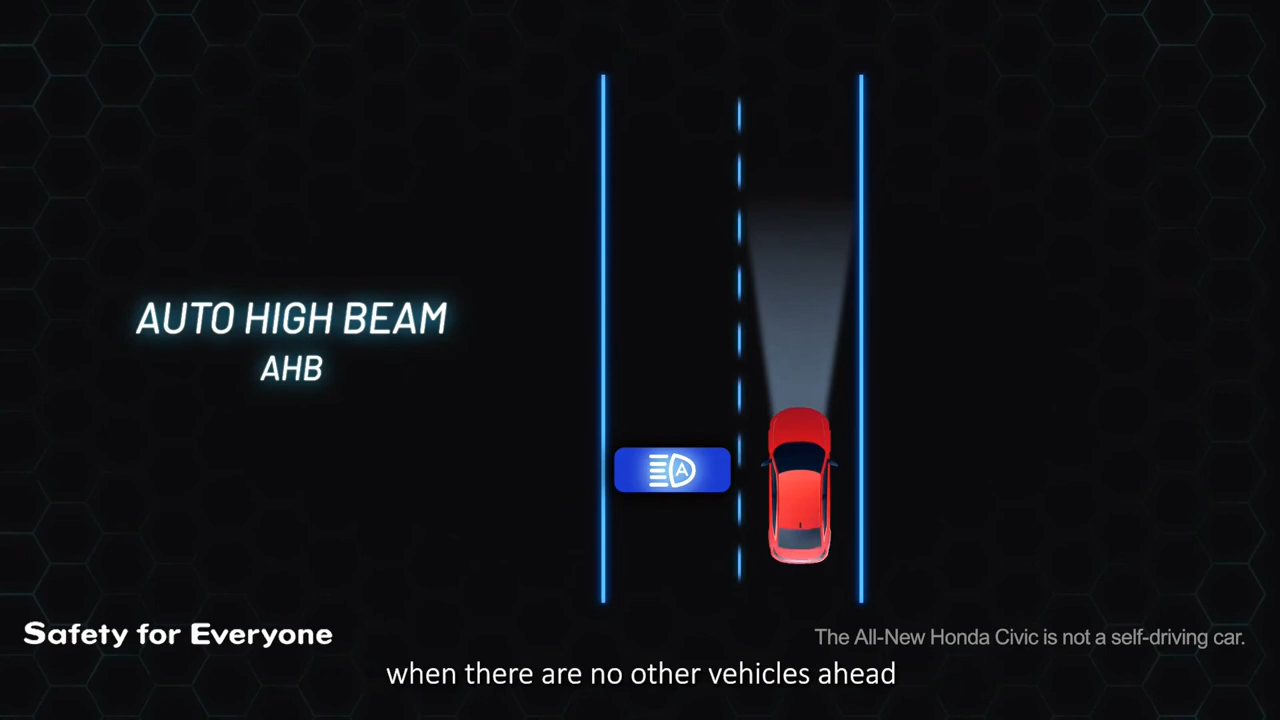 AUTO HIGH BEAM
AHB
A
Safety for Everyone
The All-New Honda Civic is not a self-driving car.
when there are no other vehicles ahead